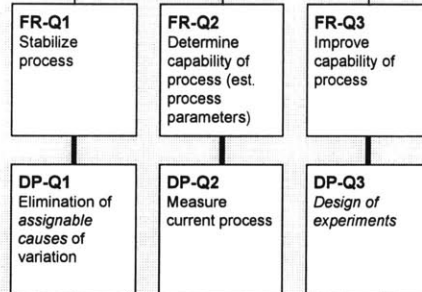 FR-Q1
Stabilize
process
FR-Q2
Determine
capability of
process (est.
process
parameters)
FR-Q3
Improve
capability of
process
DP-Q1
Elimination of
assignable
causes of
variation
DP-Q2
Measure
current process
DP-Q3
Design of
experiments